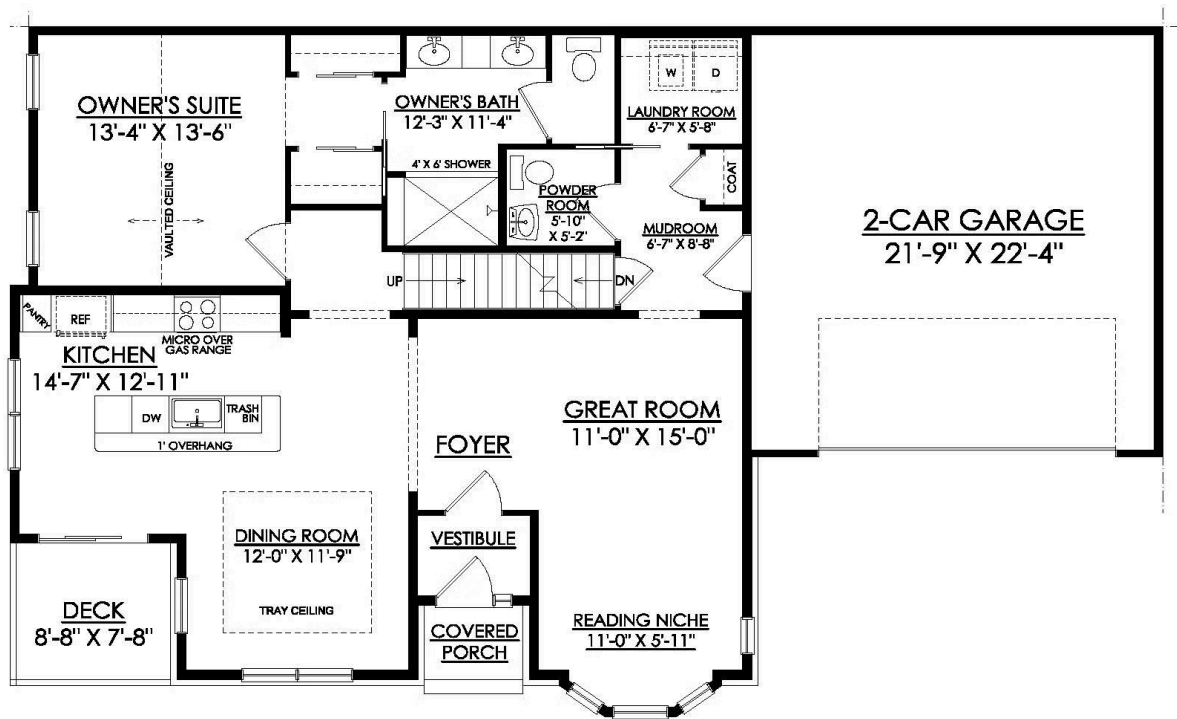 OWNER'S SUITE
13'-4" X 13'-6"
VAULTED CEILING
OWNER'S BATH
12'-3" X 11'-4"
4' X 6' SHOWER
W
D
LAUNDRY ROOM
6'-7" X 5'-8"
COAT
POWDER
ROOM
5'-10"
X 5'-2"
MUDROOM
6'-7" X 8'-8"
2-CAR GARAGE
21'-9" X 22'-4"
UP
DN
PANTRY
REF
MICRO OVER
GAS RANGE
KITCHEN
14'-7" X 12'-11"
DW
TRASH
BIN
1' OVERHANG
FOYER
GREAT ROOM
11'-0" X 15'-0"
DINING ROOM
12'-0" X 11'-9"
TRAY CEILING
VESTIBULE
DECK
8'-8" X 7'-8"
COVERED
PORCH
READING NICHE
11'-0" X 5'-11"